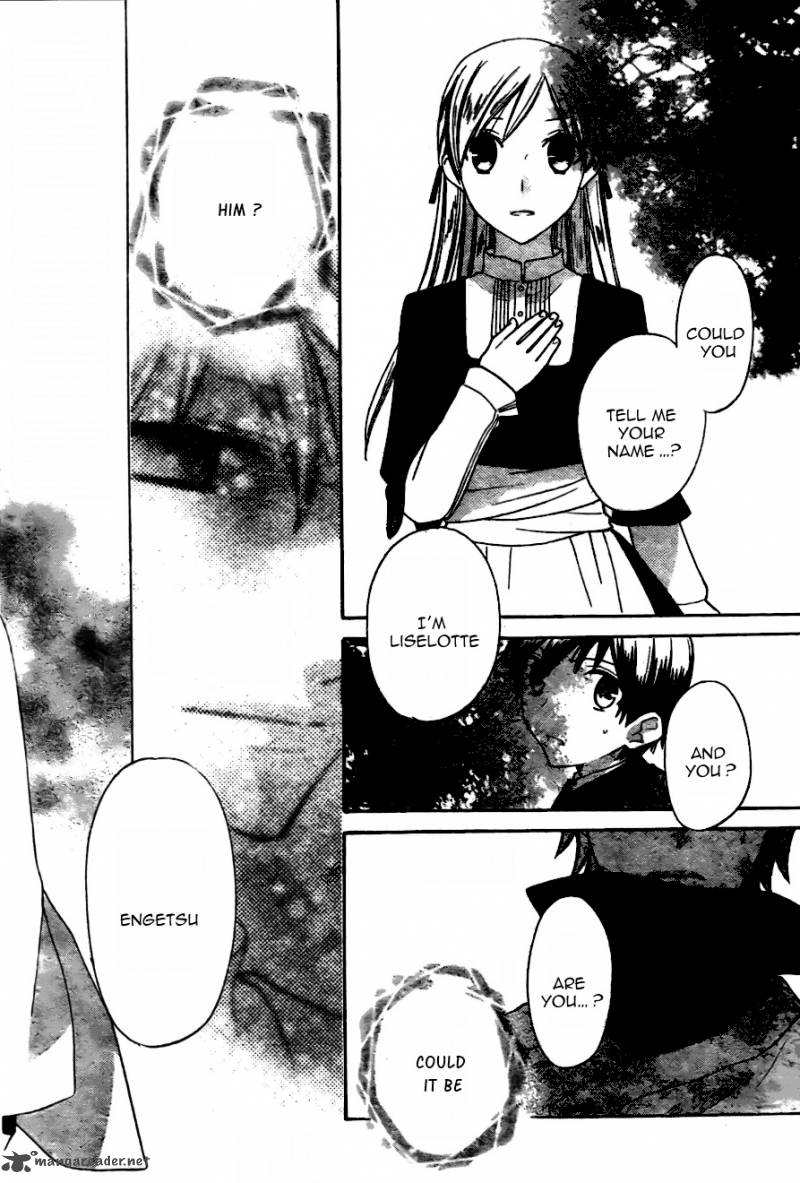 COULD
YOU
TELL ME
YOUR
NAME ...?
I'M
LISELOTTE
AND
YOU ?
ARE
YOU... ?
COULD
IT BE
HIM ?
ENGETSU
mangareader.net